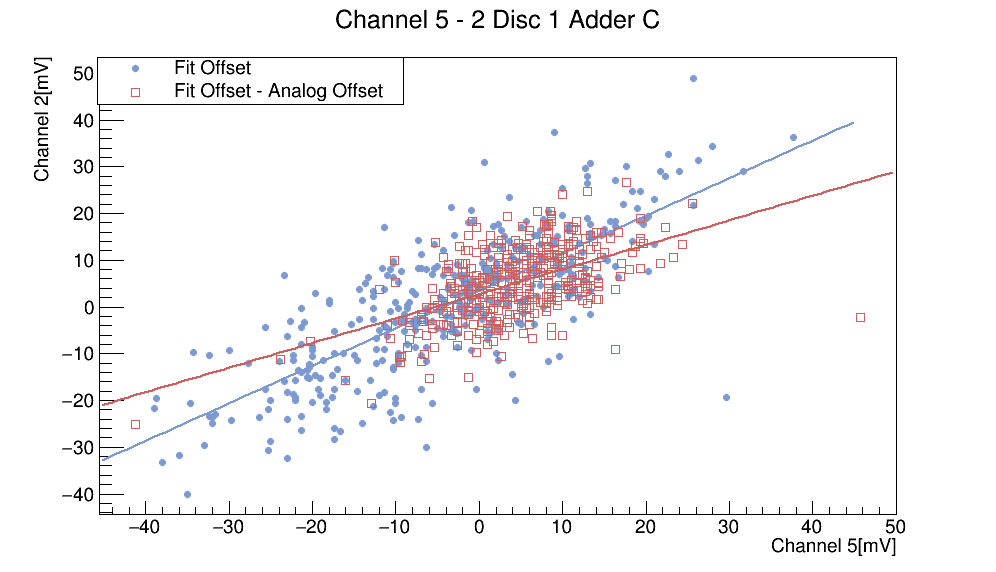 Channel 5 - 2 Disc 1 Adder C
Channel 2[mV]
Fit Offset
Fit Offset - Analog Offset
50
40
30
20
10
0
−10
−20
−30
−40
−40 −30 −20 −10 0 10 20 30 40 50
Channel 5[mV]